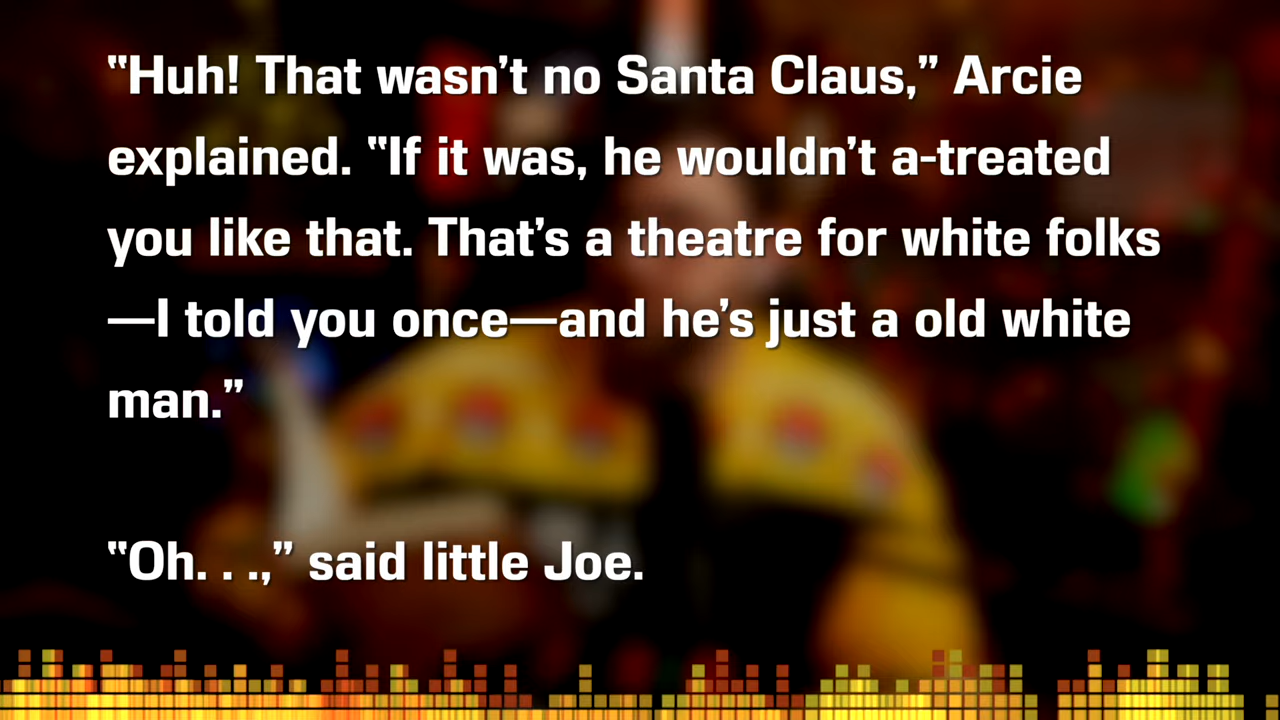 “Huh! That wasn’t no Santa Claus,” Arcie
explained. “If it was, he wouldn’t a-treated
you like that. That’s a theatre for white folks
—I told you once—and he’s just a old white
man.”
“Oh. . .,” said little Joe.